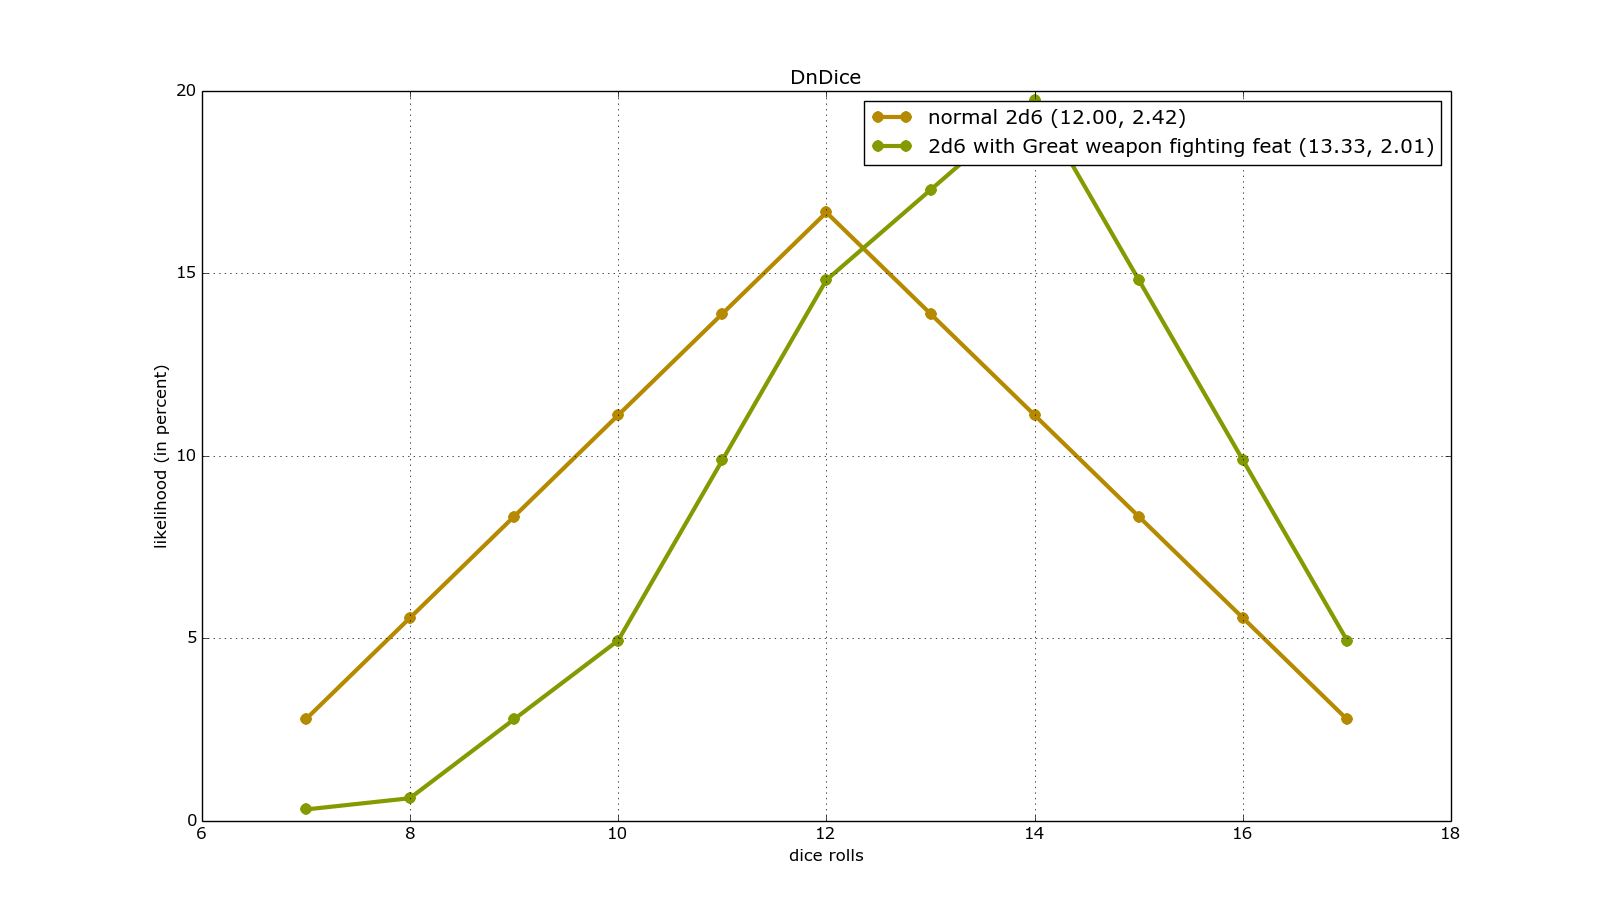 DnDice
normal 2d6 (12.00, 2.42)
2d6 with Great weapon fighting feat (13.33, 2.01)
likelihood (in percent)
20
15
10
5
0
6 8 10 12 14 16 18
dice rolls